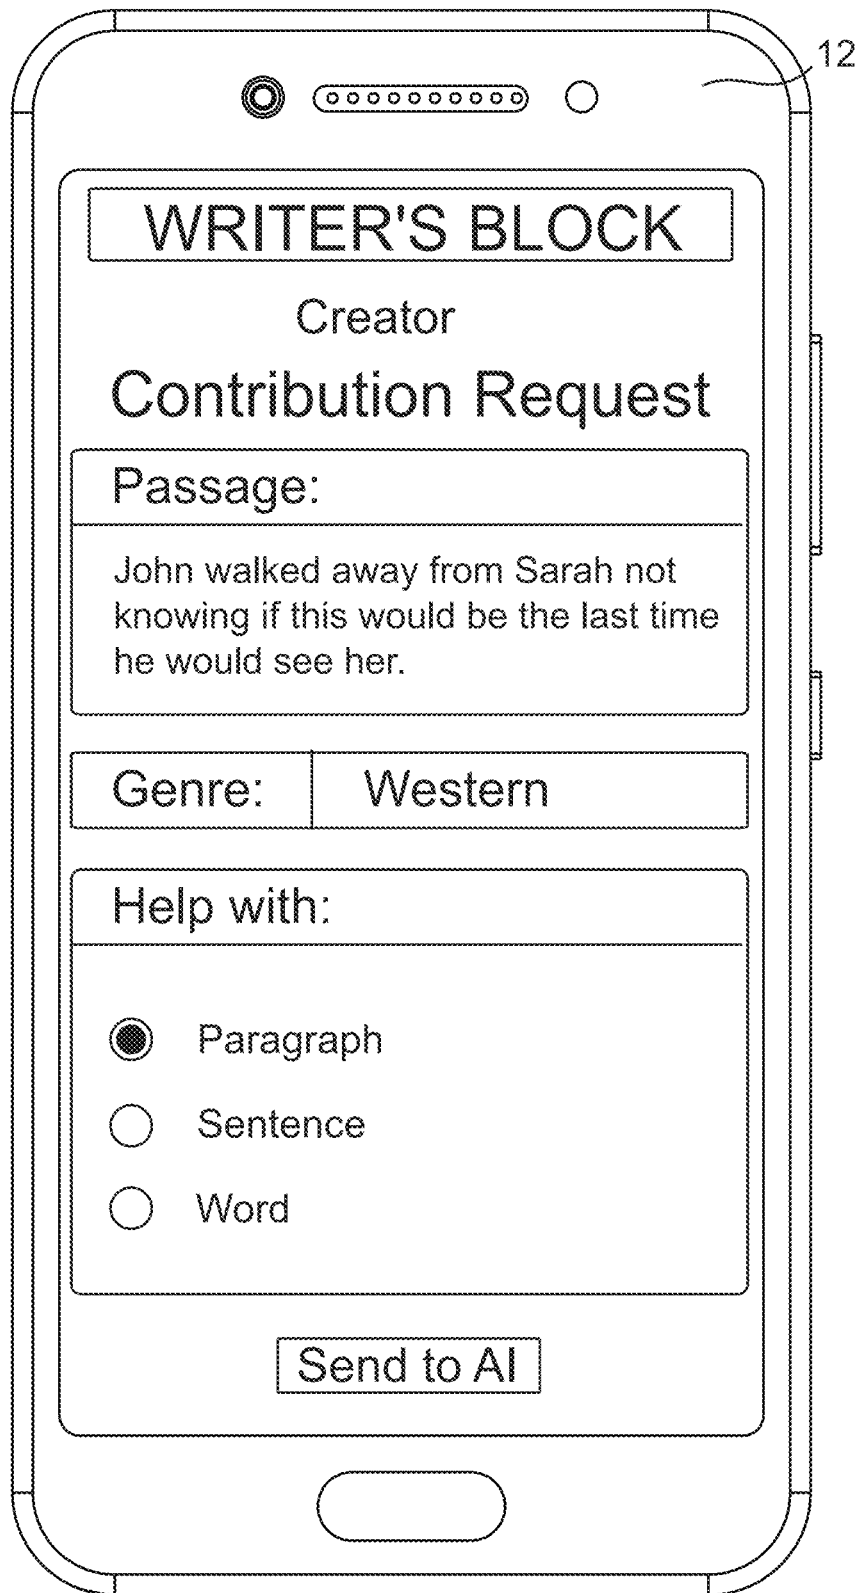 12
WRITER'S BLOCK
Creator
Contribution Request
Passage:
John walked away from Sarah not
knowing if this would be the last time
he would see her.
Genre: Western
Help with:
Paragraph
Sentence
Word
Send to AI